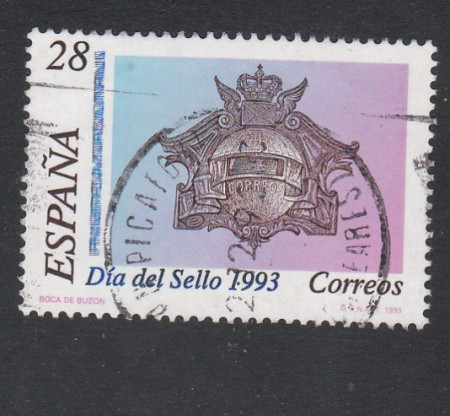 28
ESPAÑA
CORREOS
Día del Sello 1993
Correos
BOCA DE BUZON
1993